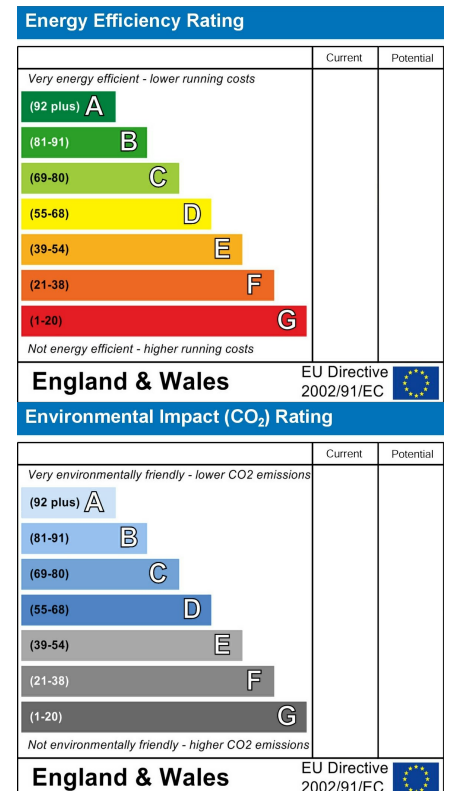 Energy Efficiency Rating
Current Potential
Very energy efficient - lower running costs
(92 plus) A
(81-91) B
(69-80) C
(55-68) D
(39-54) E
(21-38) F
(1-20) G
Not energy efficient - higher running costs
England & Wales
EU Directive
2002/91/EC
Environmental Impact (CO₂) Rating
Current Potential
Very environmentally friendly - lower CO2 emissions
(92 plus) A
(81-91) B
(69-80) C
(55-68) D
(39-54) E
(21-38) F
(1-20) G
Not environmentally friendly - higher CO2 emissions
England & Wales
EU Directive
2002/91/EC